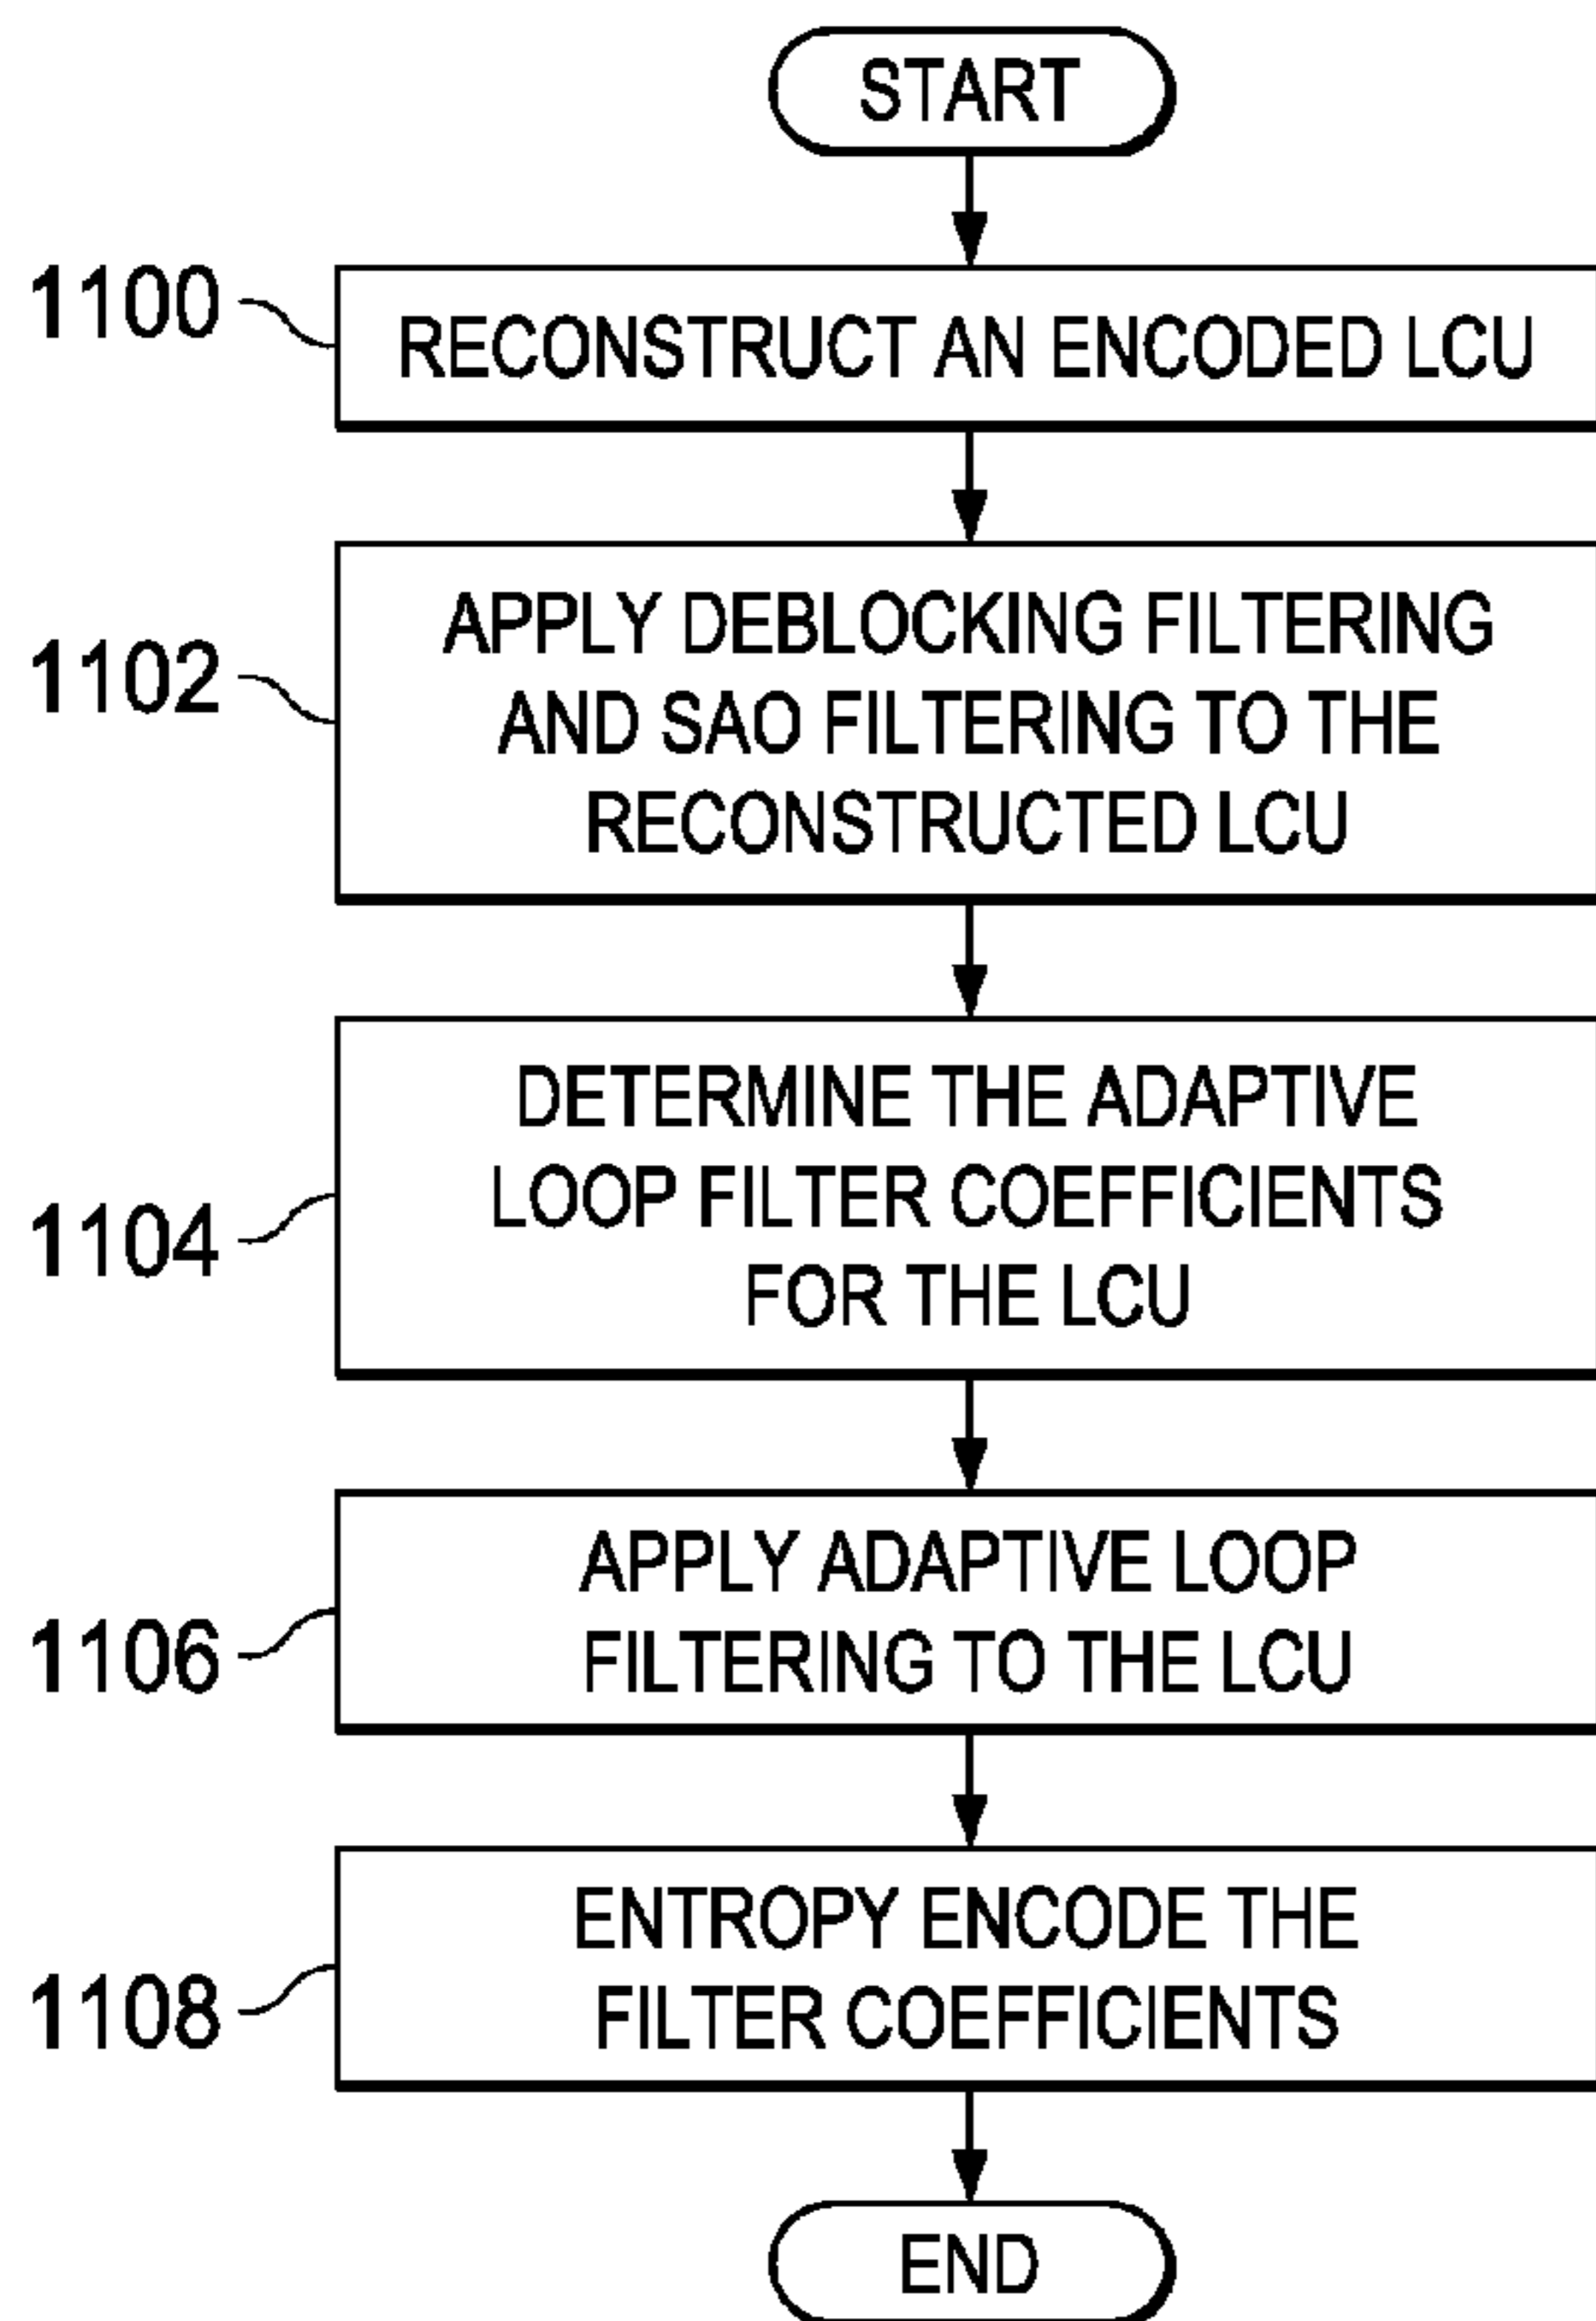 START
1100
RECONSTRUCT AN ENCODED LCU
1102
APPLY DEBLOCKING FILTERING
AND SAO FILTERING TO THE
RECONSTRUCTED LCU
1104
DETERMINE THE ADAPTIVE
LOOP FILTER COEFFICIENTS
FOR THE LCU
1106
APPLY ADAPTIVE LOOP
FILTERING TO THE LCU
1108
ENTROPY ENCODE THE
FILTER COEFFICIENTS
END